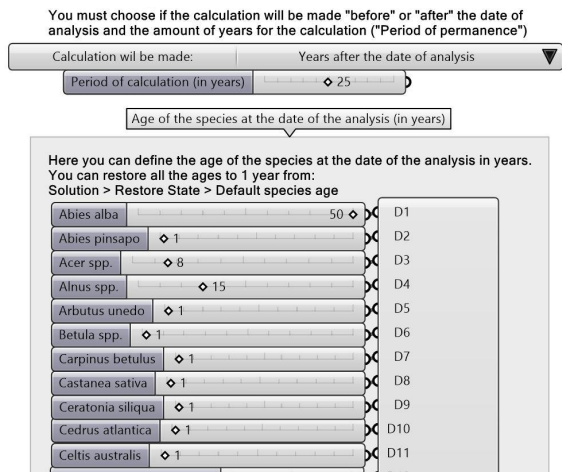 You must choose if the calculation will be made "before" or "after" the date of
analysis and the amount of years for the calculation ("Period of permanence")
Calculation wil be made: Years after the date of analysis
Period of calculation (in years) 25
Age of the species at the date of the analysis (in years)
Here you can define the age of the species at the date of the analysis in years.
You can restore all the ages to 1 year from:
Solution > Restore State > Default species age
Abies alba 50 D1
Abies pinsapo 1 D2
Acer spp. 8 D3
Alnus spp. 15 D4
Arbutus unedo 1 D5
Betula spp. 1 D6
Carpinus betulus 1 D7
Castanea sativa 1 D8
Ceratonia siliqua 1 D9
Cedrus atlantica 1 D10
Celtis australis 1 D11